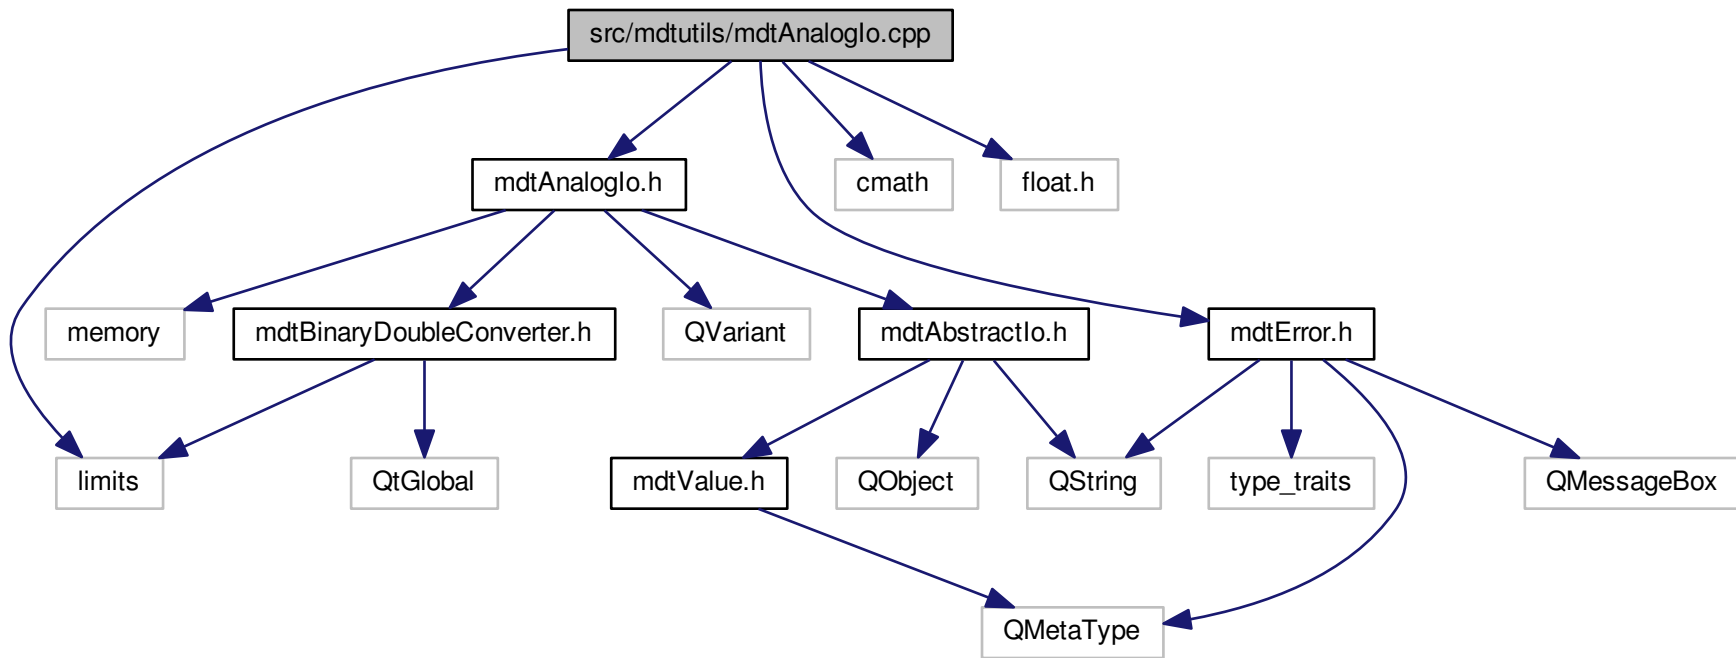 src/mdtutils/mdtAnalogIo.cpp
mdtAnalogIo.h
cmath
float.h
memory
mdtBinaryDoubleConverter.h
QVariant
mdtAbstractIo.h
mdtError.h
limits
QtGlobal
mdtValue.h
QObject
QString
type_traits
QMessageBox
QMetaType